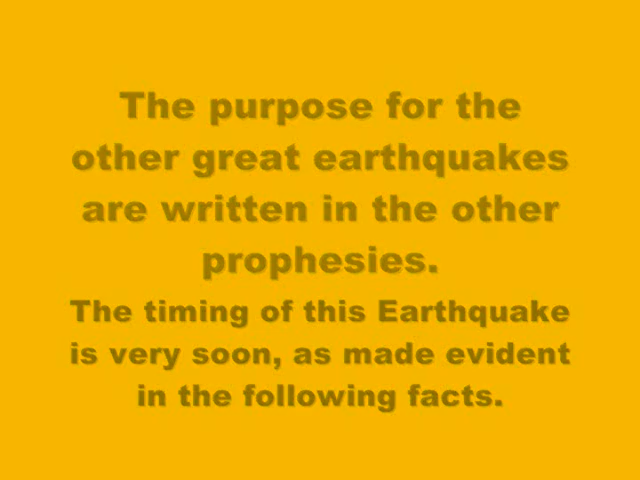 The purpose for the
other great earthquakes
are written in the other
prophesies.
The timing of this Earthquake
is very soon, as made evident
in the following facts.